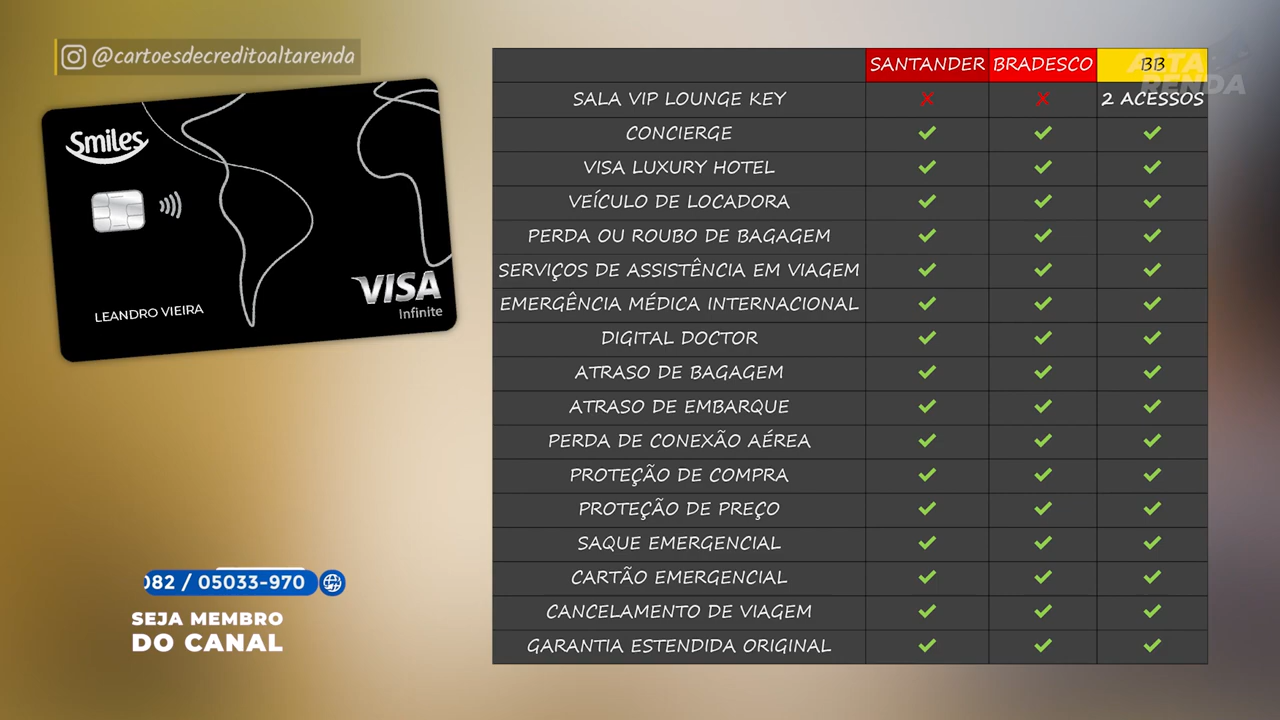 @cartoesdecreditoaltarenda
Smiles
VISA
Infinite
LEANDRO VIEIRA
082 / 05033-970
SEJA MEMBRO
DO CANAL
SANTANDER BRADESCO BB
ALTA
RENDA
SALA VIP LOUNGE KEY X X 2 ACESSOS
CONCIERGE ✓ ✓ ✓
VISA LUXURY HOTEL ✓ ✓ ✓
VEÍCULO DE LOCADORA ✓ ✓ ✓
PERDA OU ROUBO DE BAGAGEM ✓ ✓ ✓
SERVIÇOS DE ASSISTÊNCIA EM VIAGEM ✓ ✓ ✓
EMERGÊNCIA MÉDICA INTERNACIONAL ✓ ✓ ✓
DIGITAL DOCTOR ✓ ✓ ✓
ATRASO DE BAGAGEM ✓ ✓ ✓
ATRASO DE EMBARQUE ✓ ✓ ✓
PERDA DE CONEXÃO AÉREA ✓ ✓ ✓
PROTEÇÃO DE COMPRA ✓ ✓ ✓
PROTEÇÃO DE PREÇO ✓ ✓ ✓
SAQUE EMERGENCIAL ✓ ✓ ✓
CARTÃO EMERGENCIAL ✓ ✓ ✓
CANCELAMENTO DE VIAGEM ✓ ✓ ✓
GARANTIA ESTENDIDA ORIGINAL ✓ ✓ ✓